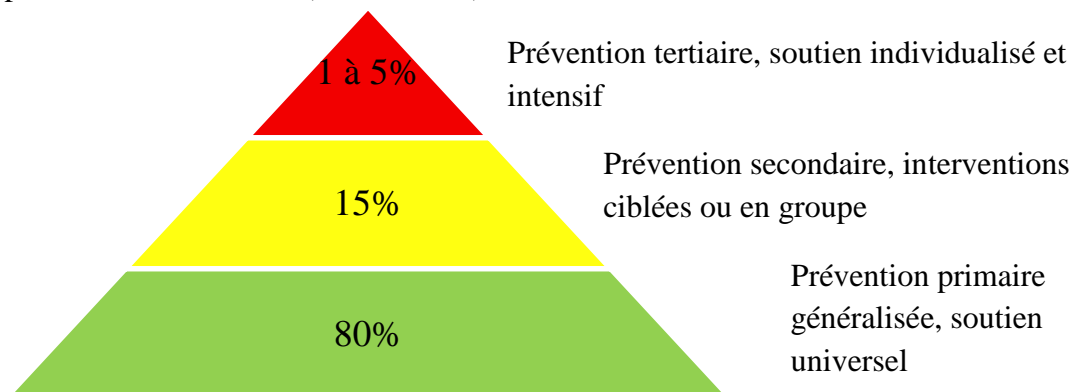 1 à 5%
Prévention tertiaire, soutien individualisé et
intensif
15%
Prévention secondaire, interventions
ciblées ou en groupe
80%
Prévention primaire
généralisée, soutien
universel